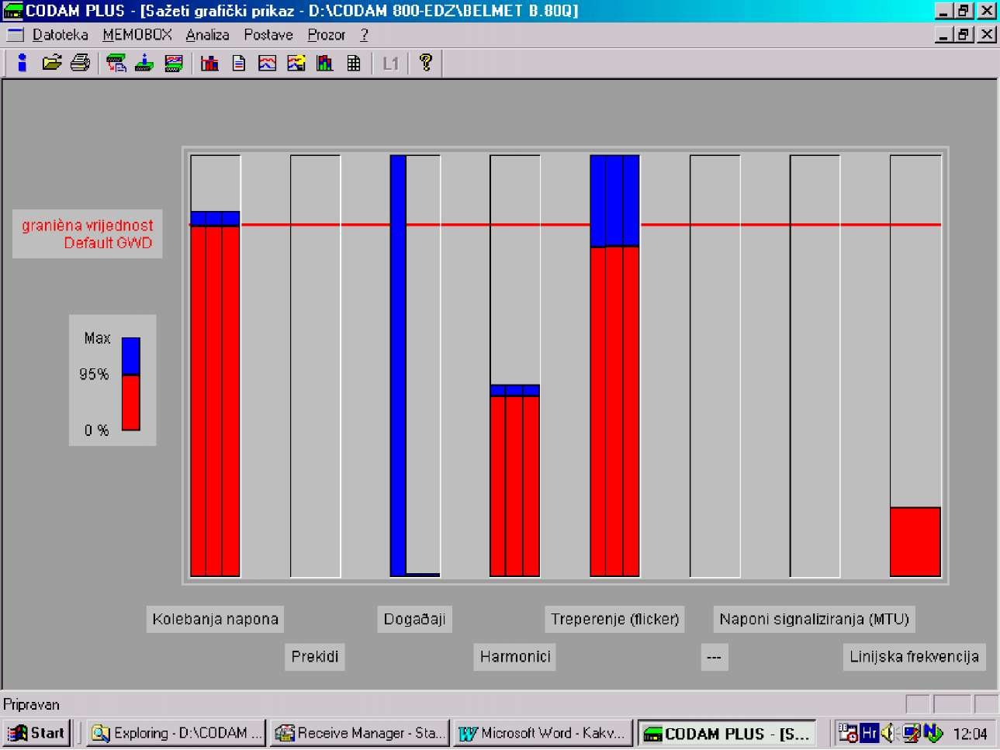 CODAM PLUS - [Sažeti grafički prikaz - D:\CODAM 800-EDZ\BELMET B.80Q]
Datoteka MEMOBOX Analiza Postave Prozor ?
L1
granièna vrijednost
Default GWD
Max
95%
0 %
Kolebanja napona
Događaji
Treperenje (flicker)
Naponi signaliziranja (MTU)
Prekidi
Harmonici
---
Linijska frekvencija
Pripravan
Start
Exploring - D:\CODAM ...
Receive Manager - Sta...
Microsoft Word - Kakv...
CODAM PLUS - [S...
Hr
12:04